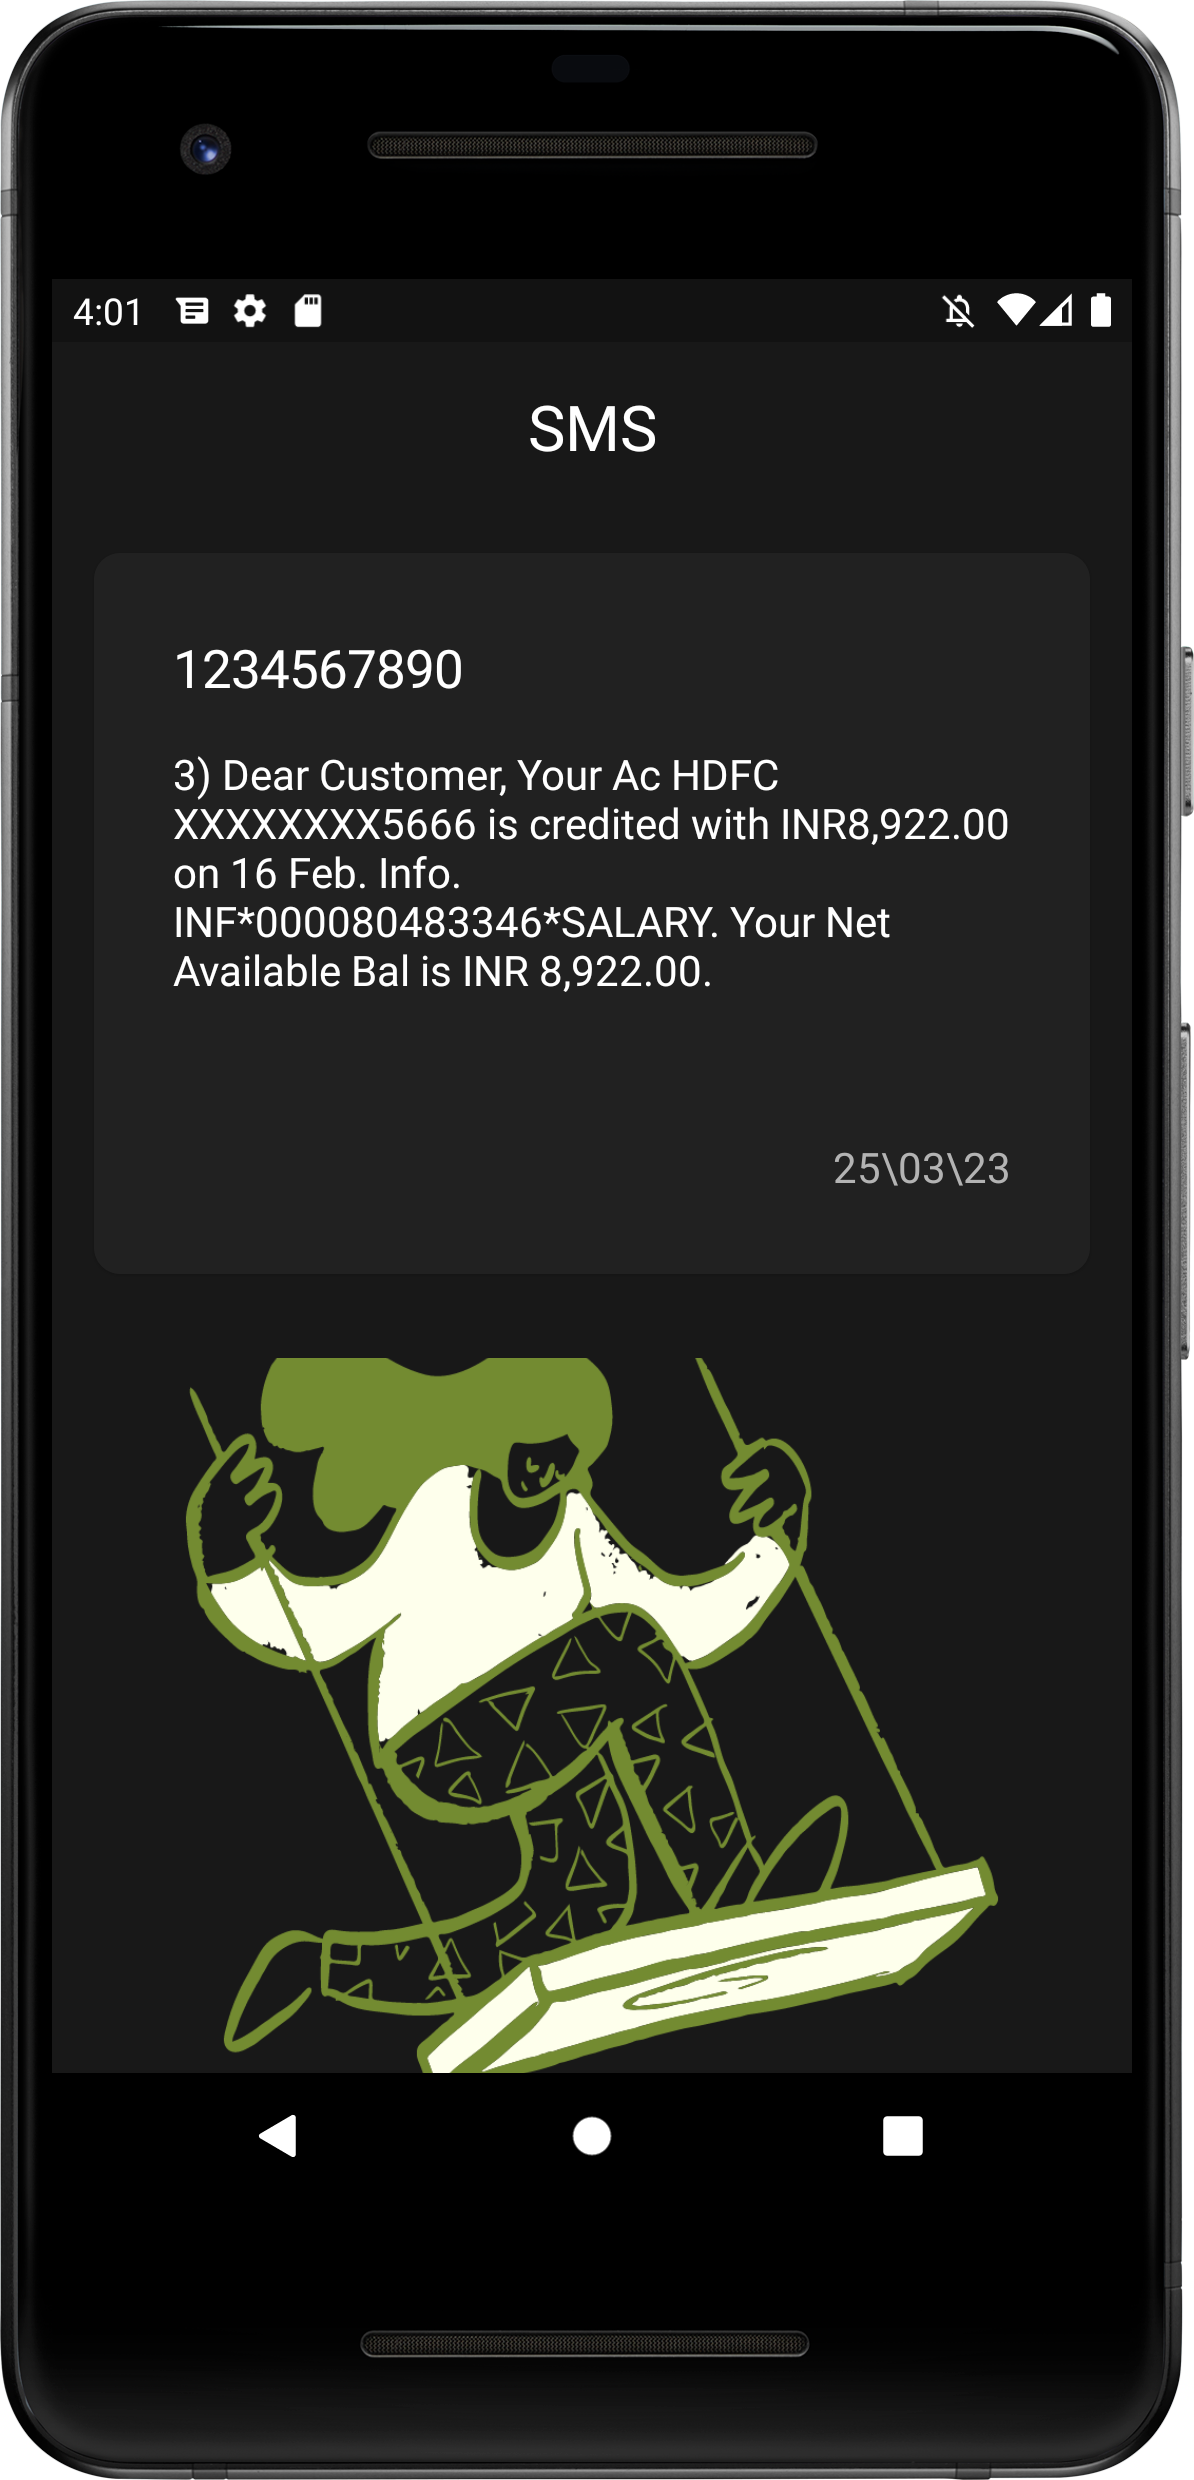 4:01
SMS
1234567890
3) Dear Customer, Your Ac HDFC
XXXXXXXX5666 is credited with INR8,922.00
on 16 Feb. Info.
INF*000080483346*SALARY. Your Net
Available Bal is INR 8,922.00.
25\03\23